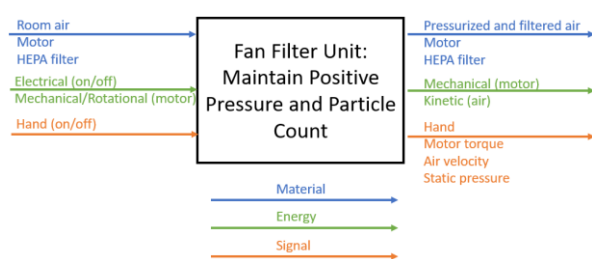 Room air
Motor
HEPA filter
Electrical (on/off)
Mechanical/Rotational (motor)
Hand (on/off)
Fan Filter Unit:
Maintain Positive
Pressure and Particle
Count
Pressurized and filtered air
Motor
HEPA filter
Mechanical (motor)
Kinetic (air)
Hand
Motor torque
Air velocity
Static pressure
Material
Energy
Signal